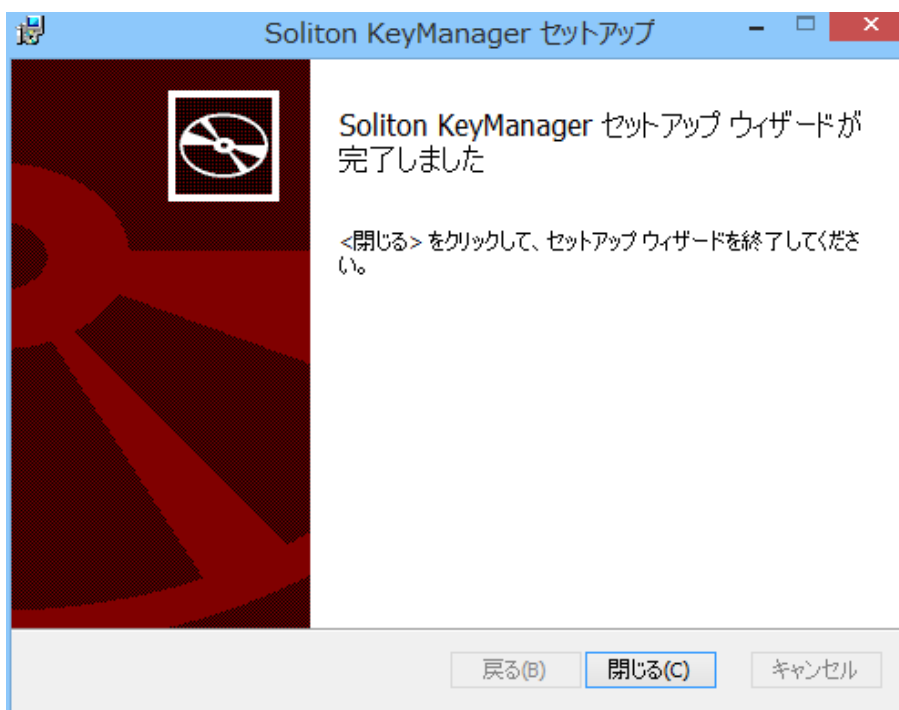 Soliton KeyManager セットアップ
Soliton KeyManager セットアップ ウィザードが
完了しました
<閉じる> をクリックして、セットアップ ウィザードを終了してくださ
い。
戻る(B) 閉じる(C) キャンセル